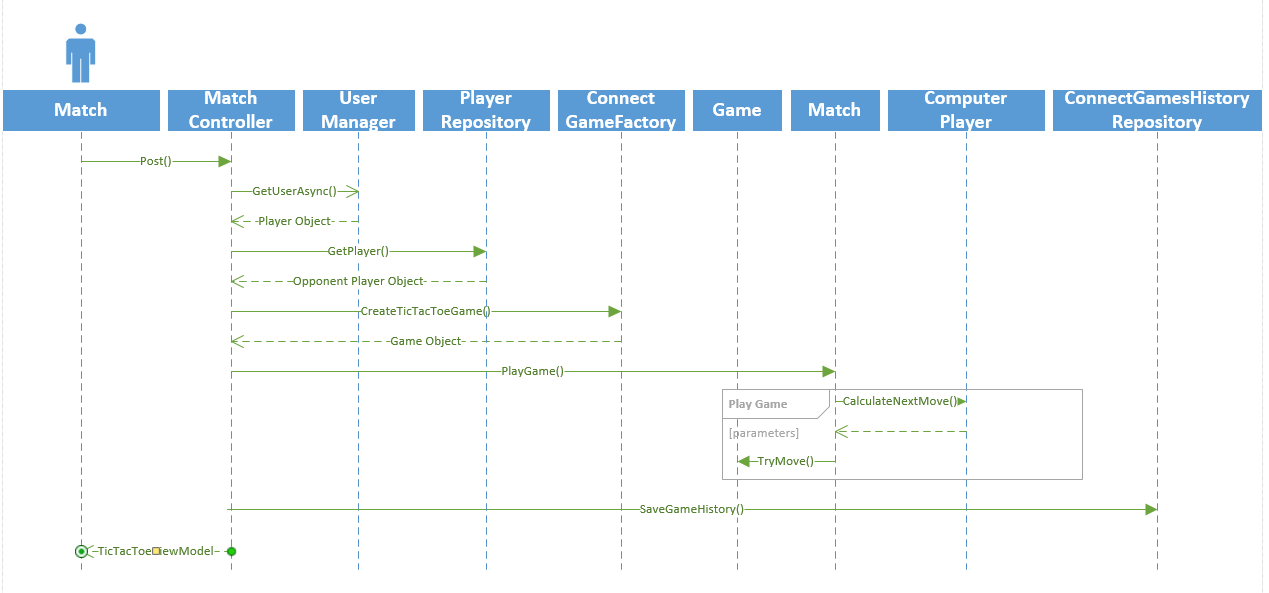 Match
Match
Controller
User
Manager
Player
Repository
Connect
GameFactory
Game
Match
Computer
Player
ConnectGamesHistory
Repository
Post()
GetUserAsync()
Player Object
GetPlayer()
Opponent Player Object
CreateTicTacToeGame()
Game Object
PlayGame()
Play Game
CalculateNextMove()
[parameters]
TryMove()
SaveGameHistory()
TicTacToeViewModel